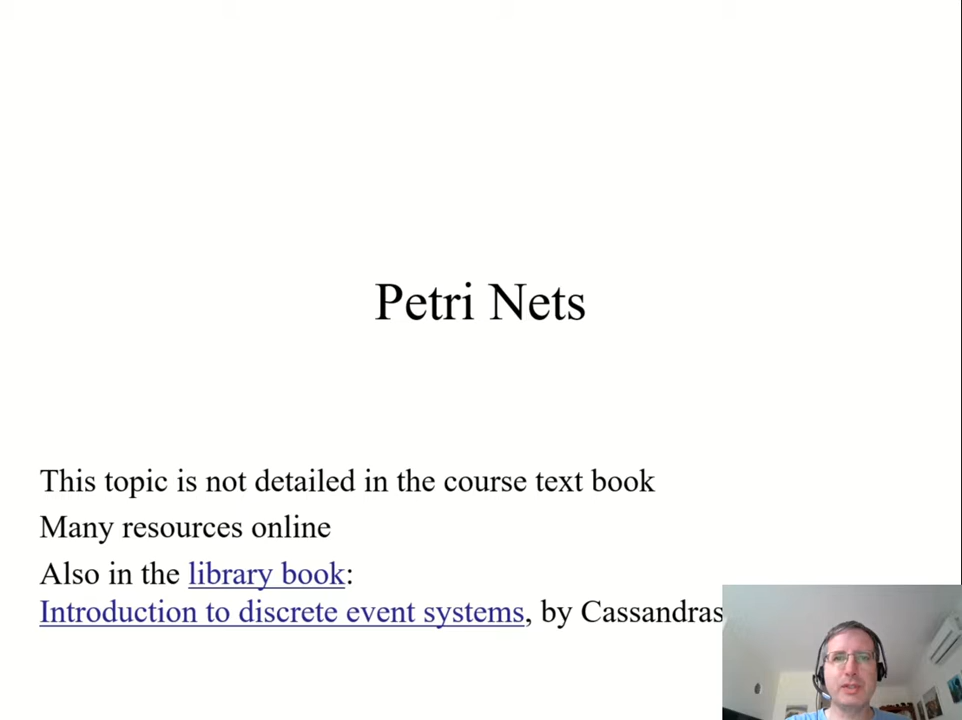 Petri Nets
This topic is not detailed in the course text book
Many resources online
Also in the library book:
Introduction to discrete event systems, by Cassandras